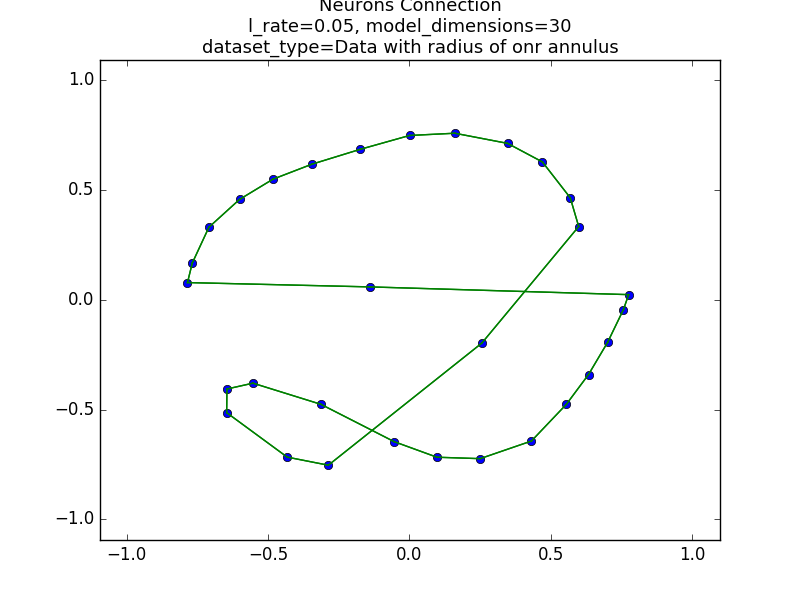 Neurons Connection
l_rate=0.05, model_dimensions=30
dataset_type=Data with radius of onr annulus
1.0
0.5
0.0
−0.5
−1.0
−1.0 −0.5 0.0 0.5 1.0